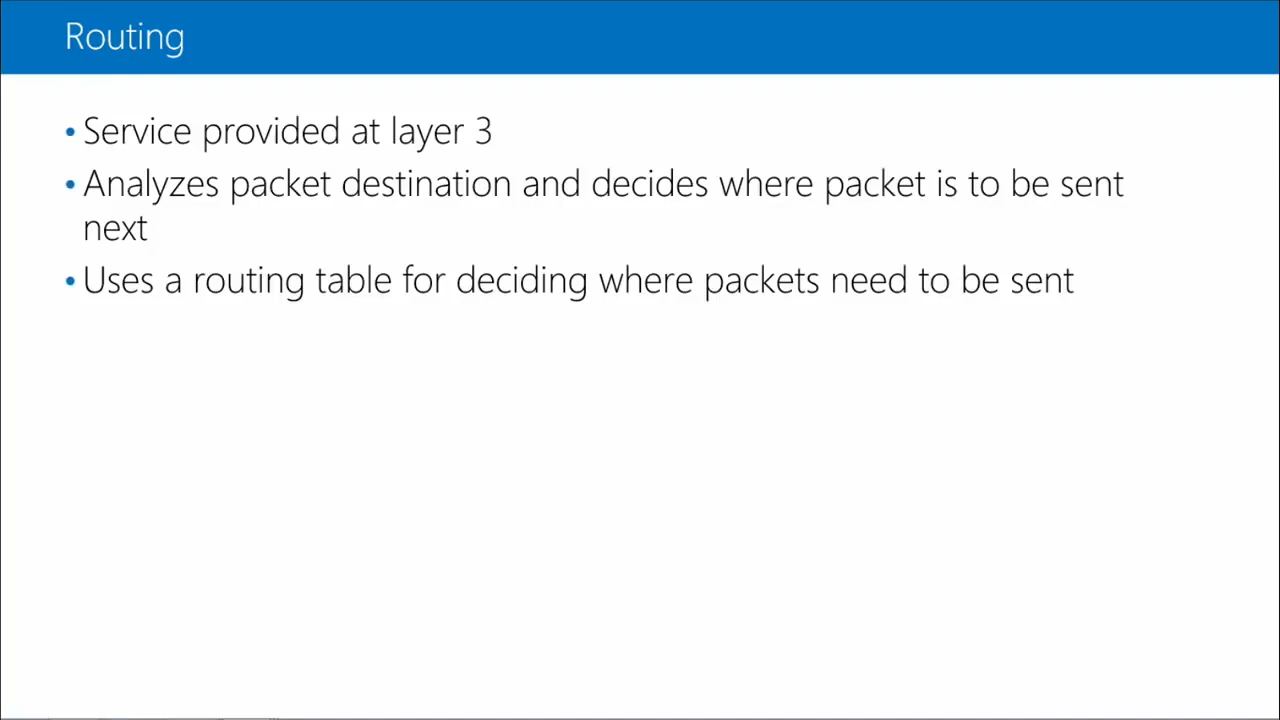 Routing
• Service provided at layer 3
• Analyzes packet destination and decides where packet is to be sent
next
• Uses a routing table for deciding where packets need to be sent